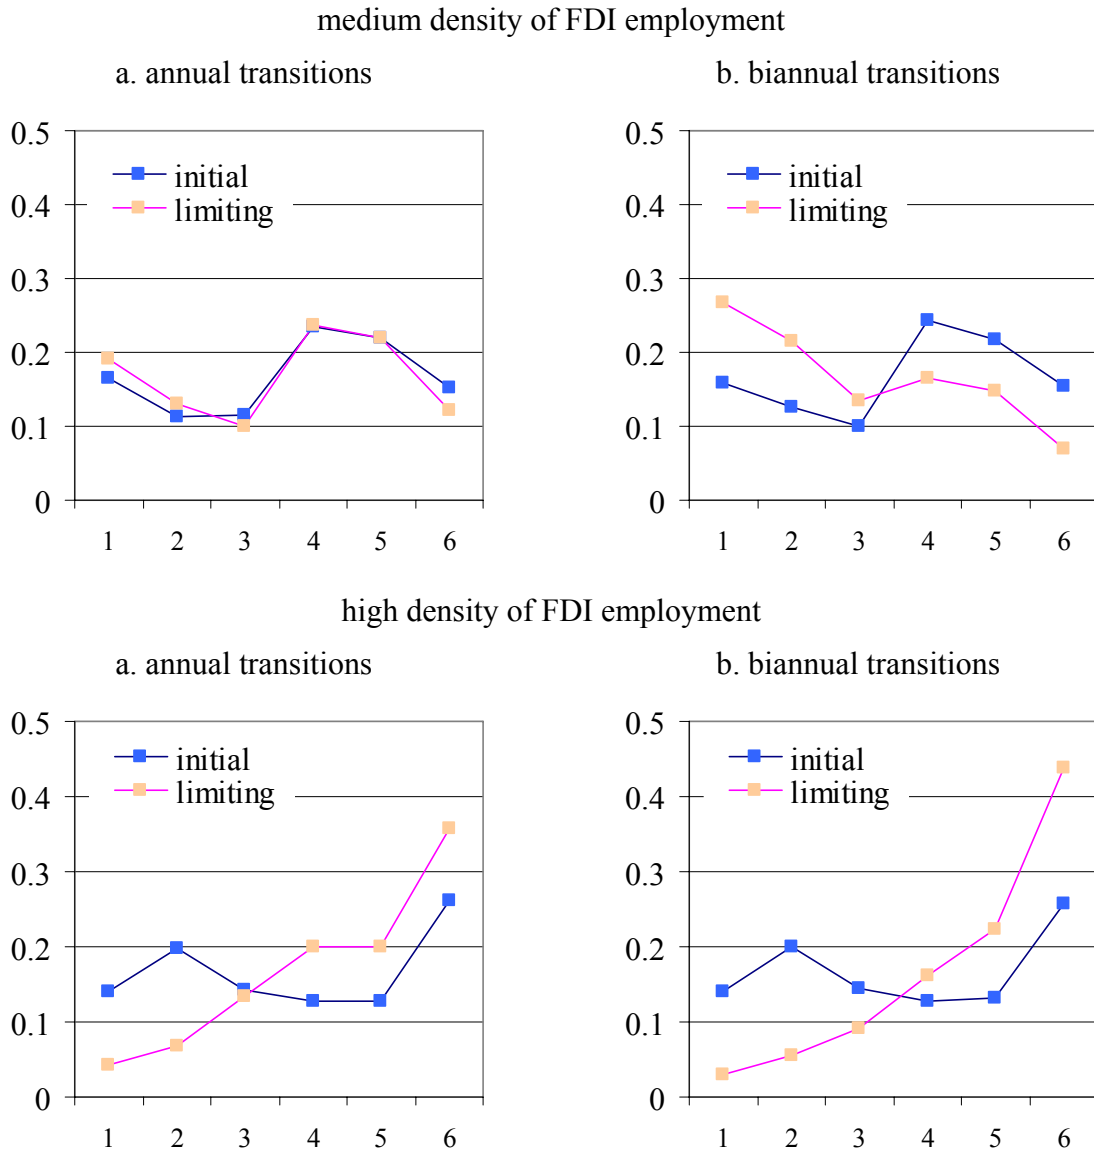 medium density of FDI employment
a. annual transitions
b. biannual transitions
0.5
0.4
0.3
0.2
0.1
0
initial
limiting
1 2 3 4 5 6
0.5
0.4
0.3
0.2
0.1
0
initial
limiting
1 2 3 4 5 6
high density of FDI employment
a. annual transitions
b. biannual transitions
0.5
0.4
0.3
0.2
0.1
0
initial
limiting
1 2 3 4 5 6
0.5
0.4
0.3
0.2
0.1
0
initial
limiting
1 2 3 4 5 6